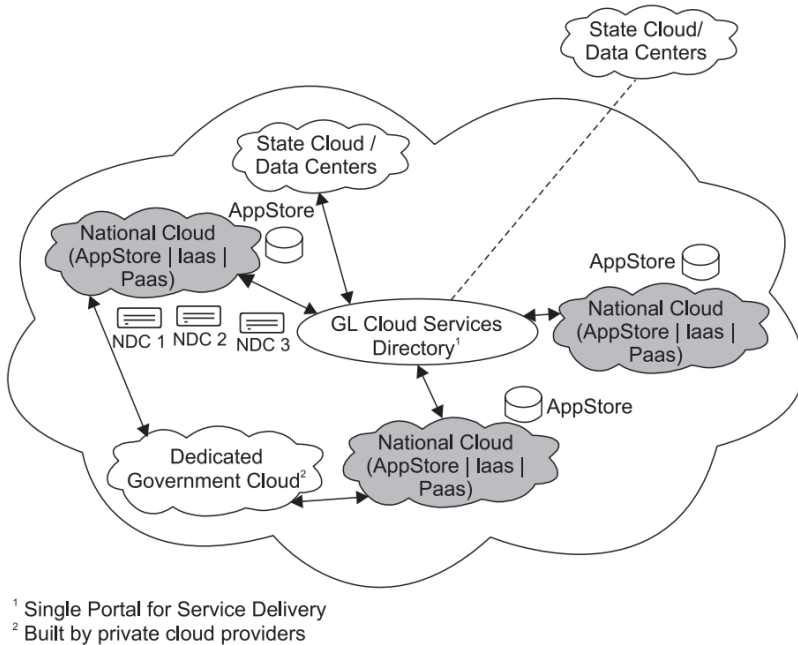 State Cloud/
Data Centers
State Cloud /
Data Centers
AppStore
National Cloud
(AppStore | Iaas |
Paas)
NDC 1
NDC 2
NDC 3
AppStore
National Cloud
(AppStore | Iaas |
Paas)
GL Cloud Services
Directory¹
AppStore
National Cloud
(AppStore | Iaas |
Paas)
Dedicated
Government Cloud²
¹ Single Portal for Service Delivery
² Built by private cloud providers